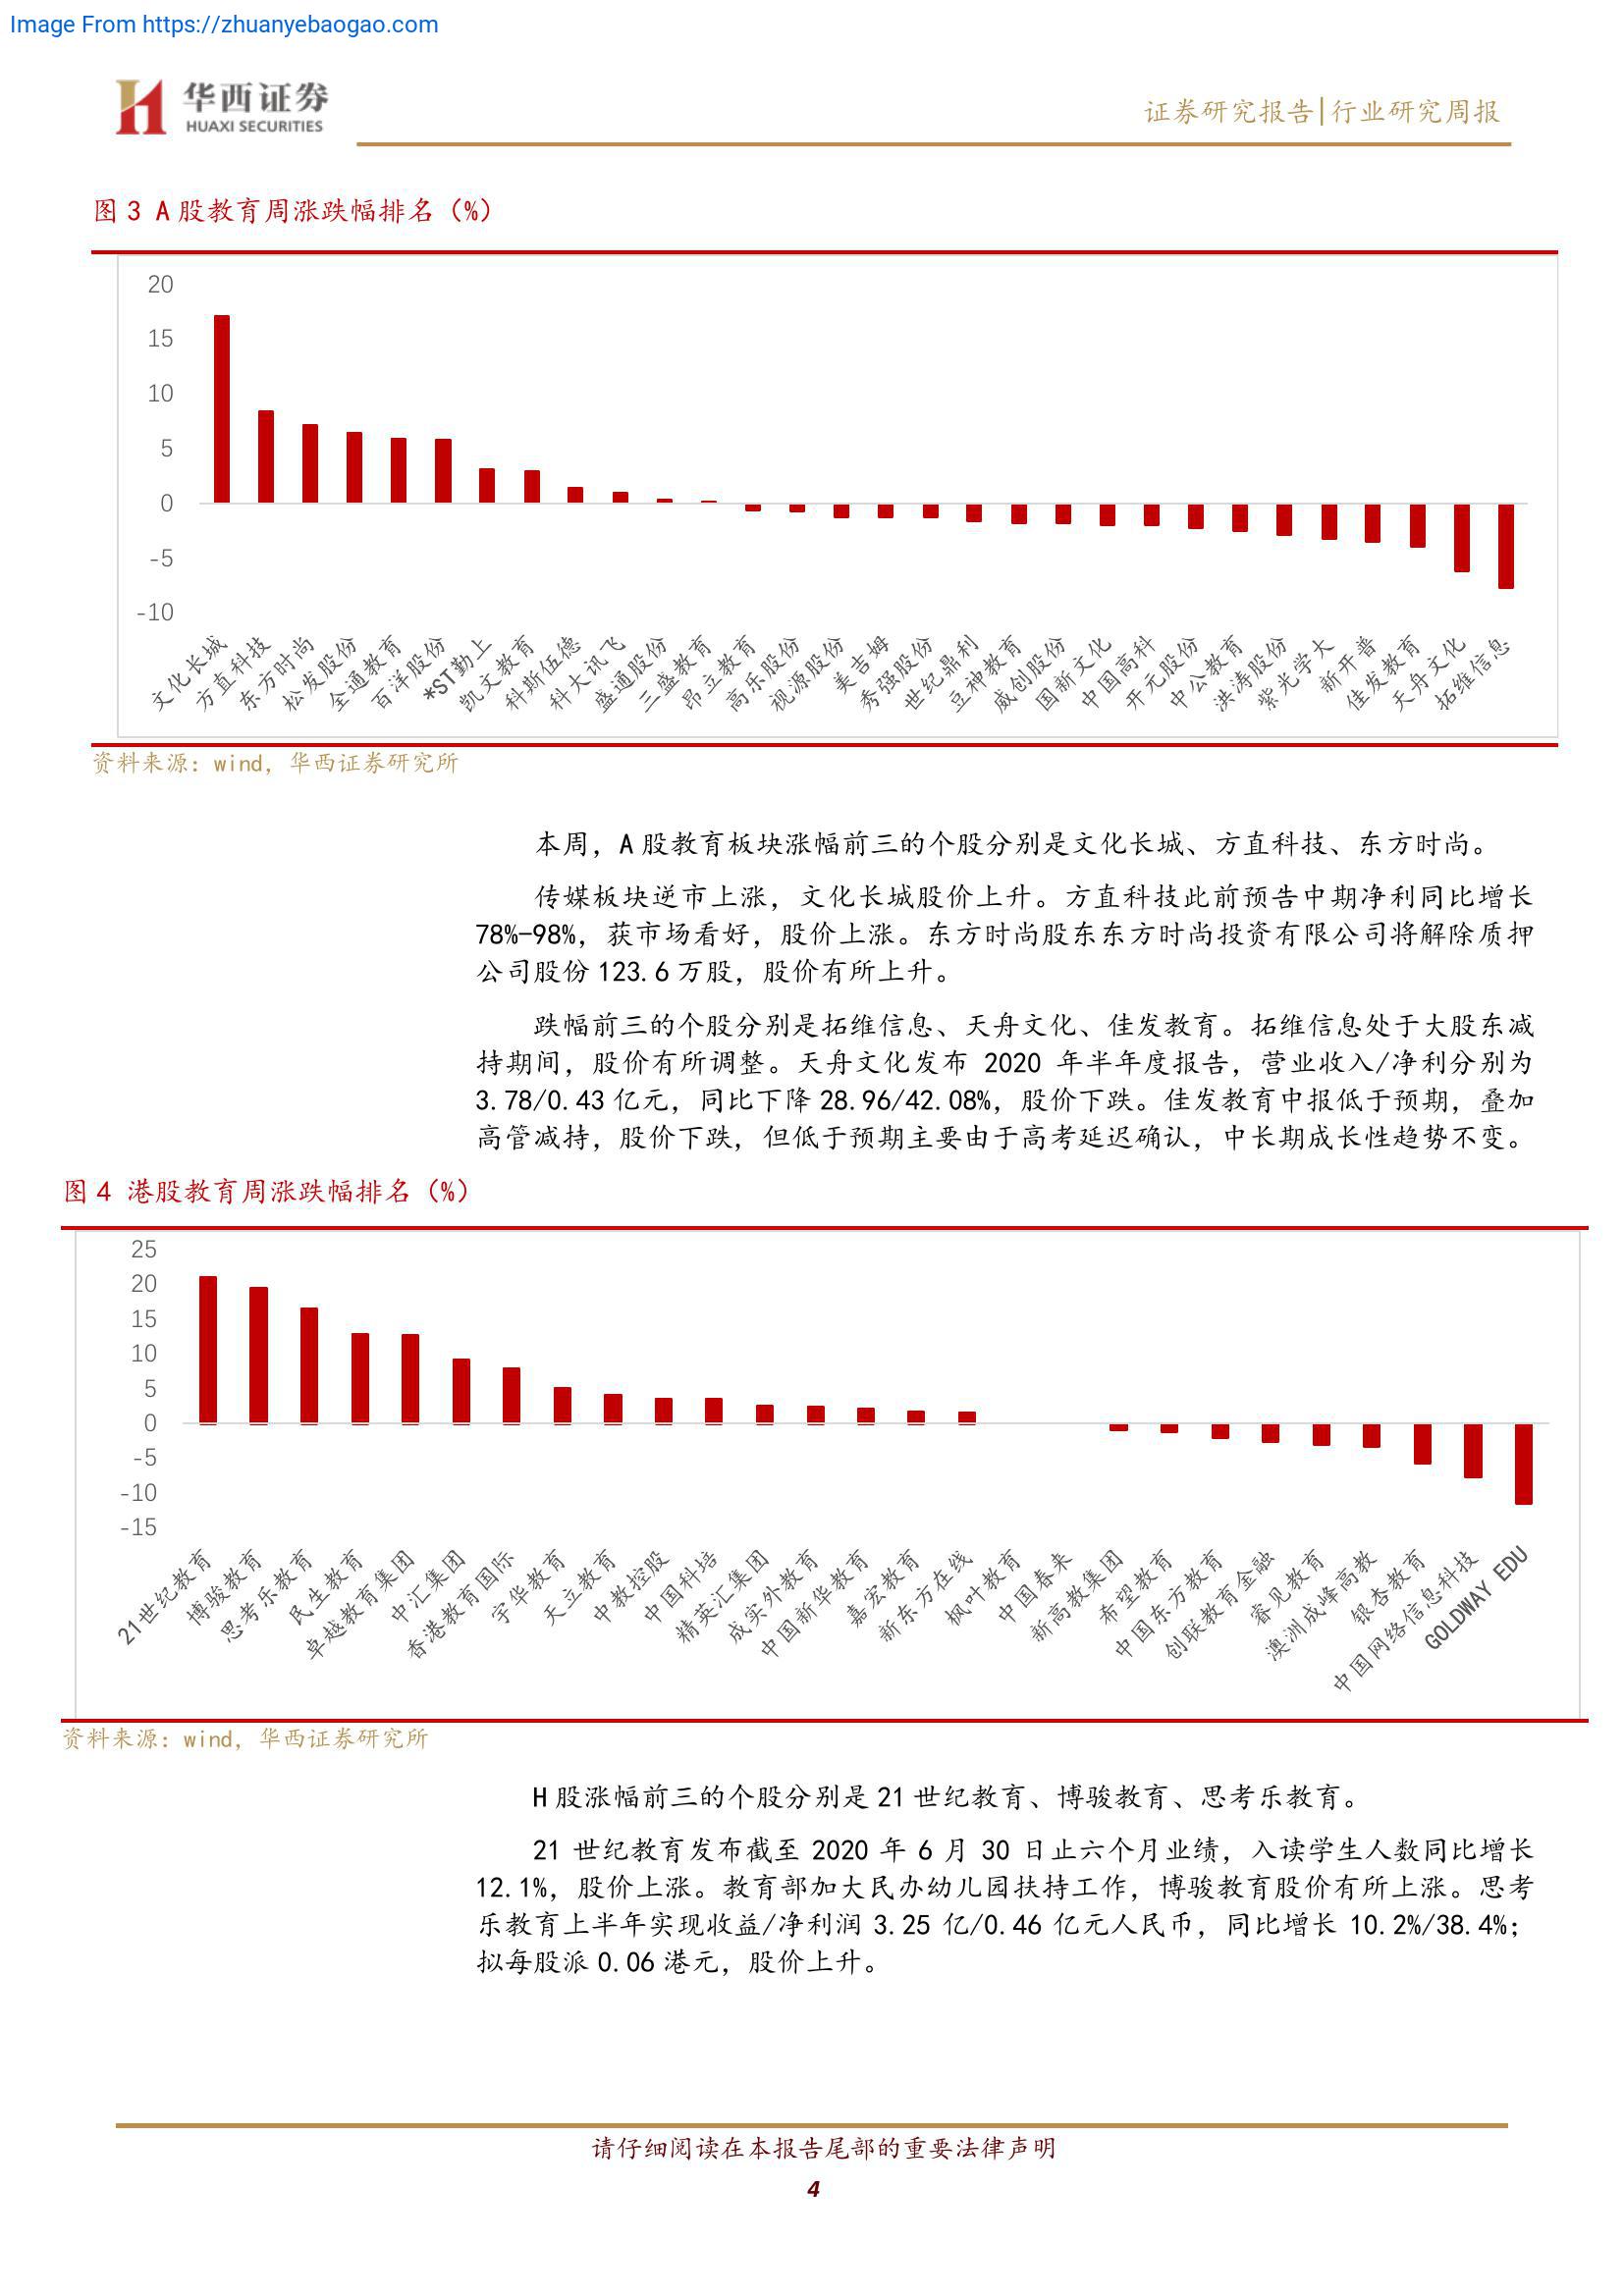 Image From https://zhuanyebaogao.com
华西证券
HUAXI SECURITIES
证券研究报告|行业研究周报
图 3 A 股教育周涨跌幅排名（%）
20
15
10
5
0
-5
-10
文化长城
方直科技
东方时尚
松发股份
全通教育
百洋股份
*ST勤上
凯文教育
科斯伍德
科大讯飞
盛通股份
三盛教育
昂立教育
高乐股份
视源股份
美吉姆
秀强股份
世纪鼎利
豆神教育
威创股份
国新文化
中国高科
开元股份
中公教育
洪涛股份
紫光学大
新开普
佳发教育
天舟文化
拓维信息
资料来源：wind，华西证券研究所
本周，A 股教育板块涨幅前三的个股分别是文化长城、方直科技、东方时尚。
传媒板块逆市上涨，文化长城股价上升。方直科技此前预告中期净利同比增长
78%-98%，获市场看好，股价上涨。东方时尚股东东方时尚投资有限公司将解除质押
公司股份 123.6 万股，股价有所上升。
跌幅前三的个股分别是拓维信息、天舟文化、佳发教育。拓维信息处于大股东减
持期间，股价有所调整。天舟文化发布 2020 年半年度报告，营业收入/净利分别为
3.78/0.43 亿元，同比下降 28.96/42.08%，股价下跌。佳发教育中报低于预期，叠加
高管减持，股价下跌，但低于预期主要由于高考延迟确认，中长期成长性趋势不变。
图 4 港股教育周涨跌幅排名（%）
25
20
15
10
5
0
-5
-10
-15
21世纪教育
博骏教育
思考乐教育
民生教育
卓越教育集团
中汇集团
香港教育国际
宇华教育
天立教育
中教控股
中国科培
精英汇集团
成实外教育
中国新华教育
嘉宏教育
新东方在线
枫叶教育
中国春来
新高教集团
希望教育
中国东方教育
创联教育金融
睿见教育
澳洲成峰高教
银杏教育
中国网络信息科技
GOLDWAY EDU
资料来源：wind，华西证券研究所
H 股涨幅前三的个股分别是 21 世纪教育、博骏教育、思考乐教育。
21 世纪教育发布截至 2020 年 6 月 30 日止六个月业绩，入读学生人数同比增长
12.1%，股价上涨。教育部加大民办幼儿园扶持工作，博骏教育股价有所上涨。思考
乐教育上半年实现收益/净利润 3.25 亿/0.46 亿元人民币，同比增长 10.2%/38.4%；
拟每股派 0.06 港元，股价上升。
请仔细阅读在本报告尾部的重要法律声明
4